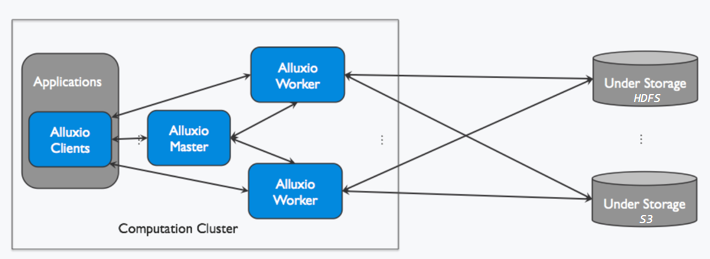 Applications
Alluxio
Clients
Alluxio
Master
Alluxio
Worker
Alluxio
Worker
Computation Cluster
Under Storage
HDFS
Under Storage
S3